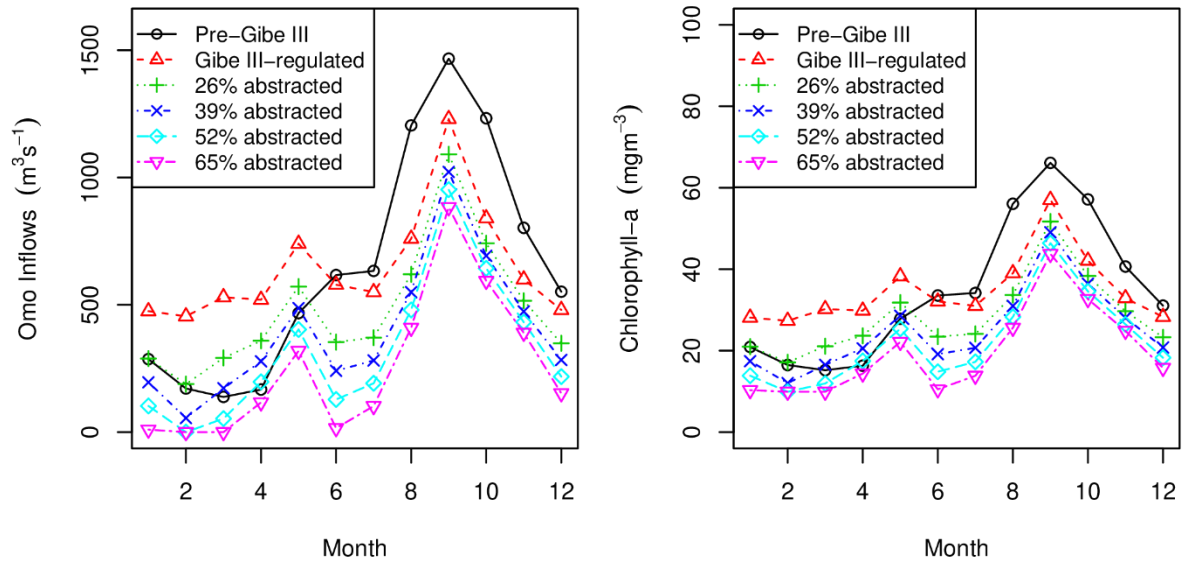 Pre−Gibe III
Gibe III−regulated
26% abstracted
39% abstracted
52% abstracted
65% abstracted
Omo Inflows (m³s⁻¹)
0
500
1000
1500
2
4
6
8
10
12
Month
Pre−Gibe III
Gibe III−regulated
26% abstracted
39% abstracted
52% abstracted
65% abstracted
Chlorophyll−a (mgm⁻³)
0
20
40
60
80
100
2
4
6
8
10
12
Month